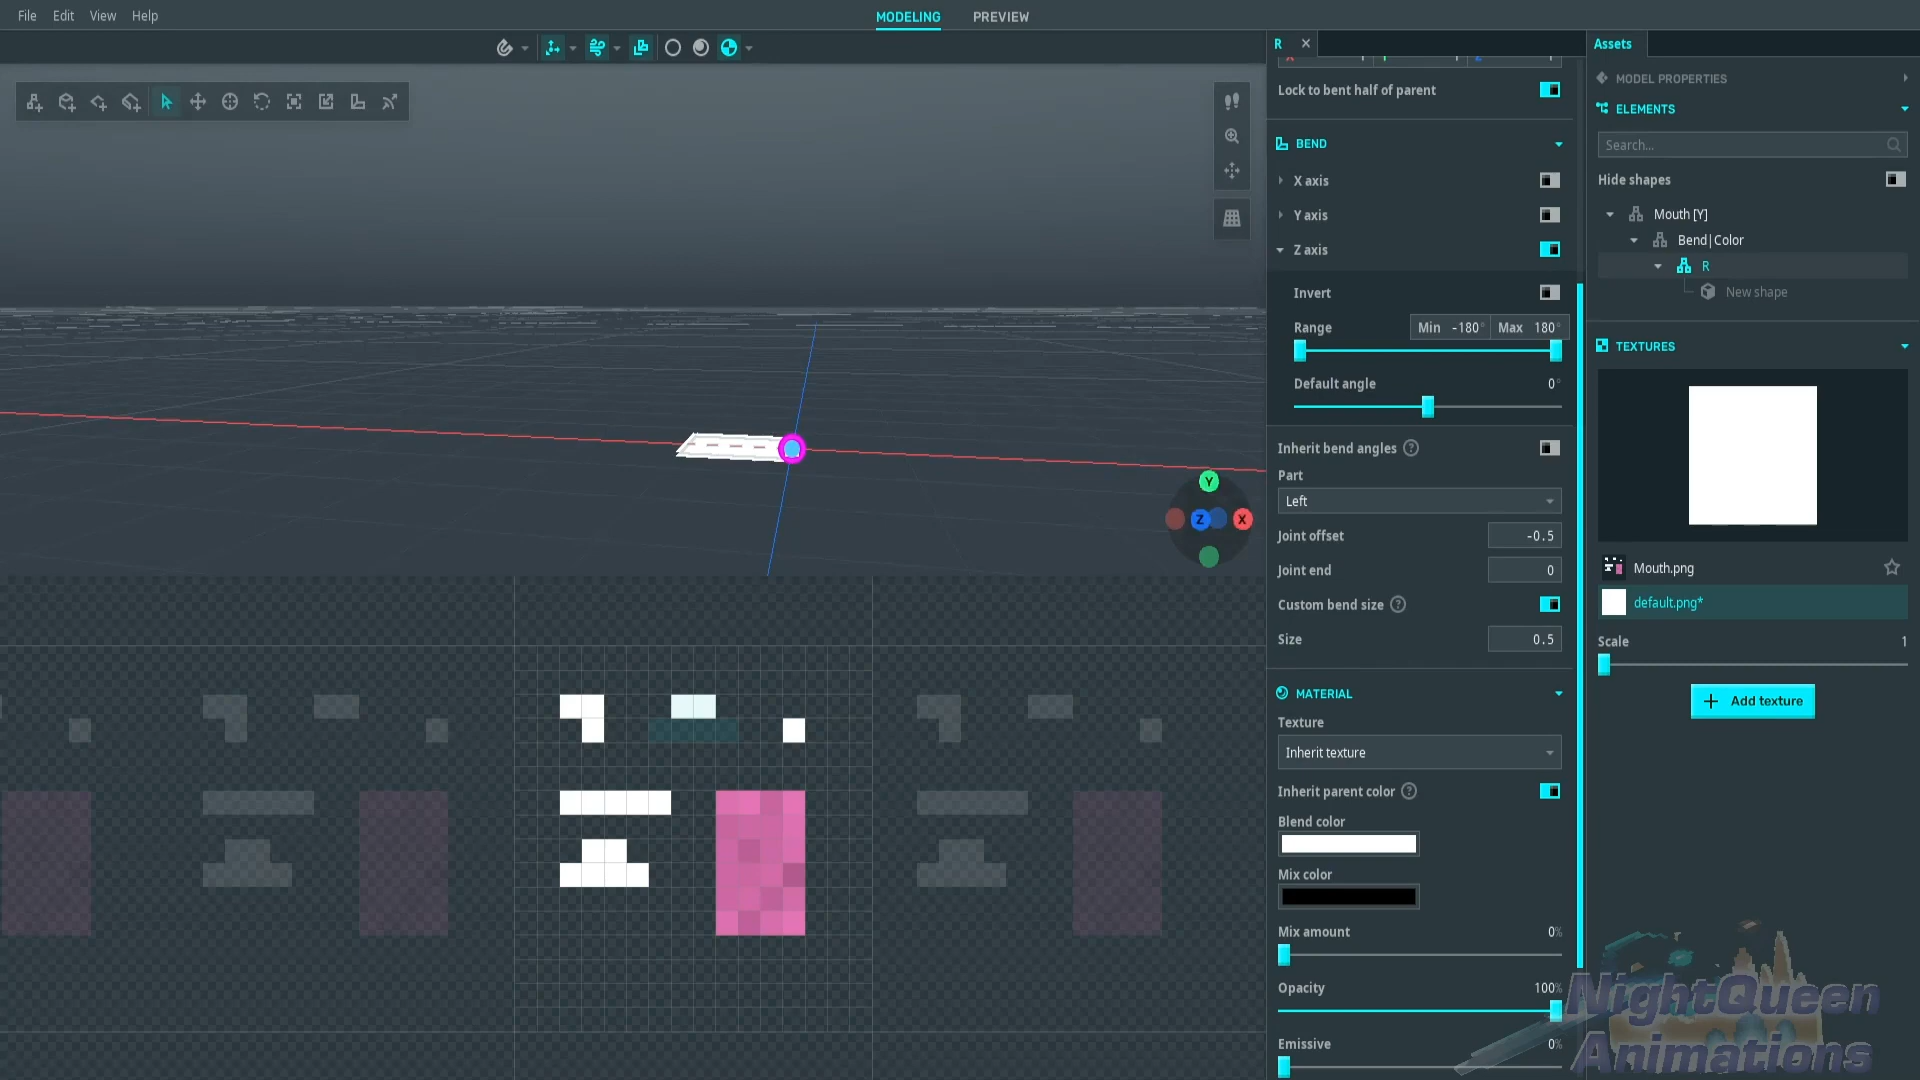 File Edit View Help
MODELING PREVIEW
R
Assets
MODEL PROPERTIES
Lock to bent half of parent
ELEMENTS
Search...
BEND
X axis
Hide shapes
Y axis
Mouth [Y]
Z axis
Bend|Color
R
Invert
New shape
Range Min -180° Max 180°
TEXTURES
Default angle 0°
Inherit bend angles ?
Part
Left
Y
Z X
Joint offset -0.5
Joint end 0
Mouth.png
Custom bend size ?
default.png*
Size 0.5
Scale 1
MATERIAL
Add texture
Texture
Inherit texture
Inherit parent color ?
Blend color
Mix color
Mix amount 0%
Opacity 100%
Emissive 0%
NightQueen
Animations